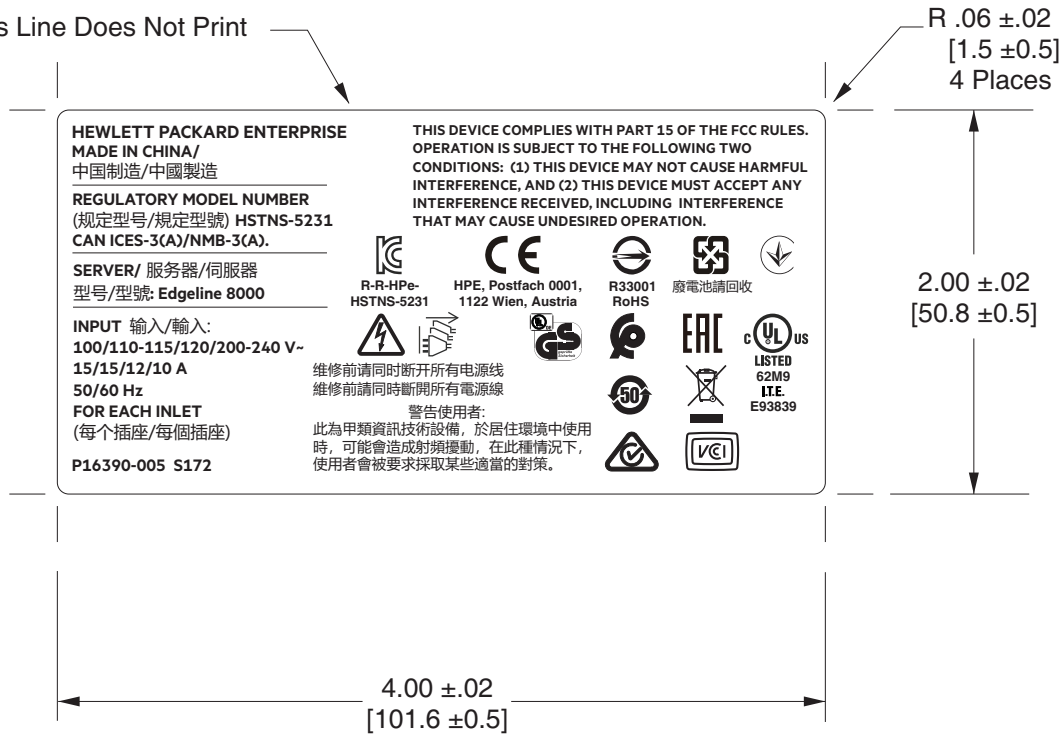 s Line Does Not Print
R .06 ±.02
[1.5 ±0.5]
4 Places
HEWLETT PACKARD ENTERPRISE
MADE IN CHINA/
中国制造/中國製造
REGULATORY MODEL NUMBER
(规定型号/規定型號) HSTNS-5231
CAN ICES-3(A)/NMB-3(A).
SERVER/ 服务器/伺服器
型号/型號: Edgeline 8000
INPUT 输入/輸入:
100/110-115/120/200-240 V~
15/15/12/10 A
50/60 Hz
FOR EACH INLET
(每个插座/每個插座)
P16390-005 S172
THIS DEVICE COMPLIES WITH PART 15 OF THE FCC RULES.
OPERATION IS SUBJECT TO THE FOLLOWING TWO
CONDITIONS: (1) THIS DEVICE MAY NOT CAUSE HARMFUL
INTERFERENCE, AND (2) THIS DEVICE MUST ACCEPT ANY
INTERFERENCE RECEIVED, INCLUDING INTERFERENCE
THAT MAY CAUSE UNDESIRED OPERATION.
R-R-HPe-
HSTNS-5231
CE
HPE, Postfach 0001,
1122 Wien, Austria
R33001
RoHS
廢電池請回收
维修前请同时断开所有电源线
維修前請同時斷開所有電源線
GS
EAC
c UL US
LISTED
62M9
I.T.E.
E93839
50
VCI
警告使用者:
此為甲類資訊技術設備，於居住環境中使用
時，可能會造成射頻擾動，在此種情況下，
使用者會被要求採取某些適當的對策。
2.00 ±.02
[50.8 ±0.5]
4.00 ±.02
[101.6 ±0.5]